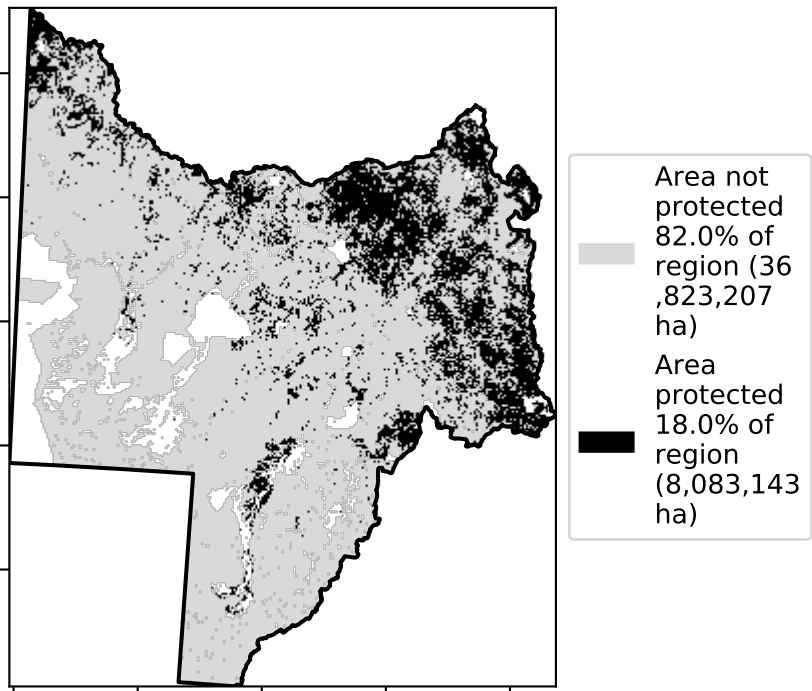 Area not
protected
82.0% of
region (36
,823,207
ha)
Area
protected
18.0% of
region
(8,083,143
ha)